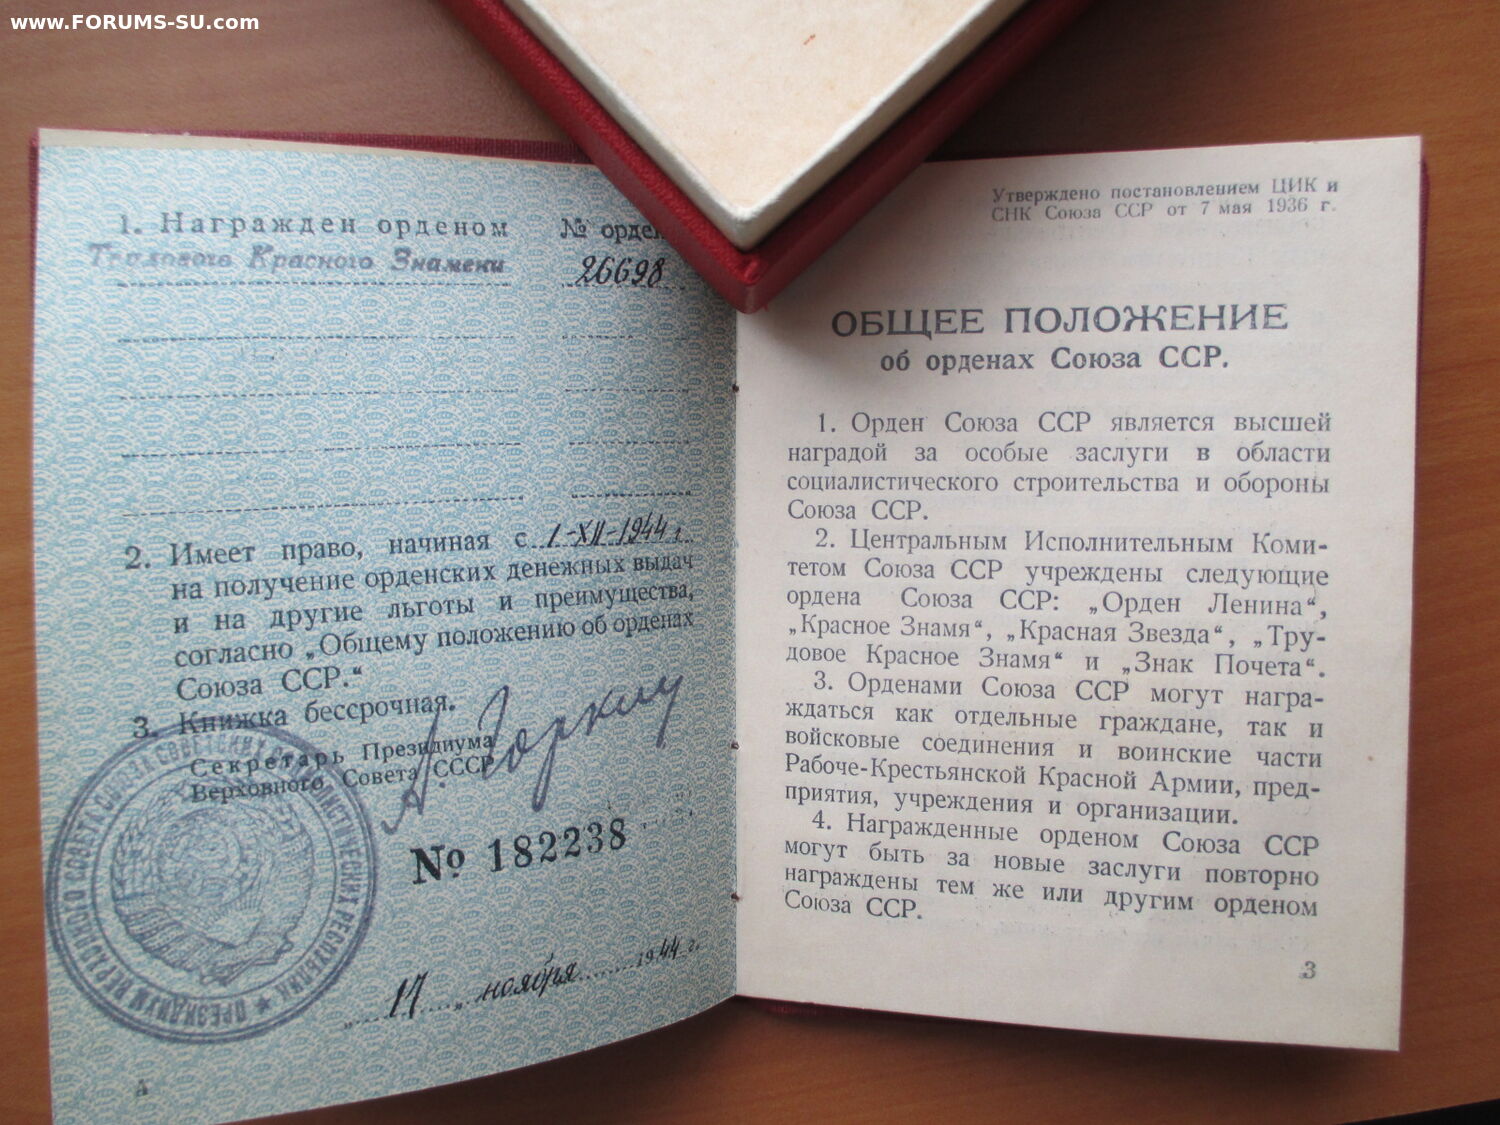 www.FORUMS-SU.com
1. Награжден орденом
Трудового Красного Знамени
№ орде
26698
2. Имеет право, начиная с 1-XII-1944 г.
на получение орденских денежных выдач
и на другие льготы и преимущества,
согласно „Общему положению об орденах
Союза ССР.“
3. Книжка бессрочная.
Секретарь Президиума
Верховного Совета СССР
А. Горкин
№ 182238
ПРЕЗИДИУМ ВЕРХОВНОГО СОВЕТА СОЮЗА СОВЕТСКИХ СОЦИАЛИСТИЧЕСКИХ РЕСПУБЛИК
17 „ ноября 1944 г.
Утверждено постановлением ЦИК и
СНК Союза ССР от 7 мая 1936 г.
ОБЩЕЕ ПОЛОЖЕНИЕ
об орденах Союза ССР.
1. Орден Союза ССР является высшей
наградой за особые заслуги в области
социалистического строительства и обороны
Союза ССР.
2. Центральным Исполнительным Коми-
тетом Союза ССР учреждены следующие
ордена Союза ССР: „Орден Ленина“,
„Красное Знамя“, „Красная Звезда“, „Тру-
довое Красное Знамя“ и „Знак Почета“.
3. Орденами Союза ССР могут награ-
ждаться как отдельные граждане, так и
войсковые соединения и воинские части
Рабоче-Крестьянской Красной Армии, пред-
приятия, учреждения и организации.
4. Награжденные орденом Союза ССР
могут быть за новые заслуги повторно
награждены тем же или другим орденом
Союза ССР.
3